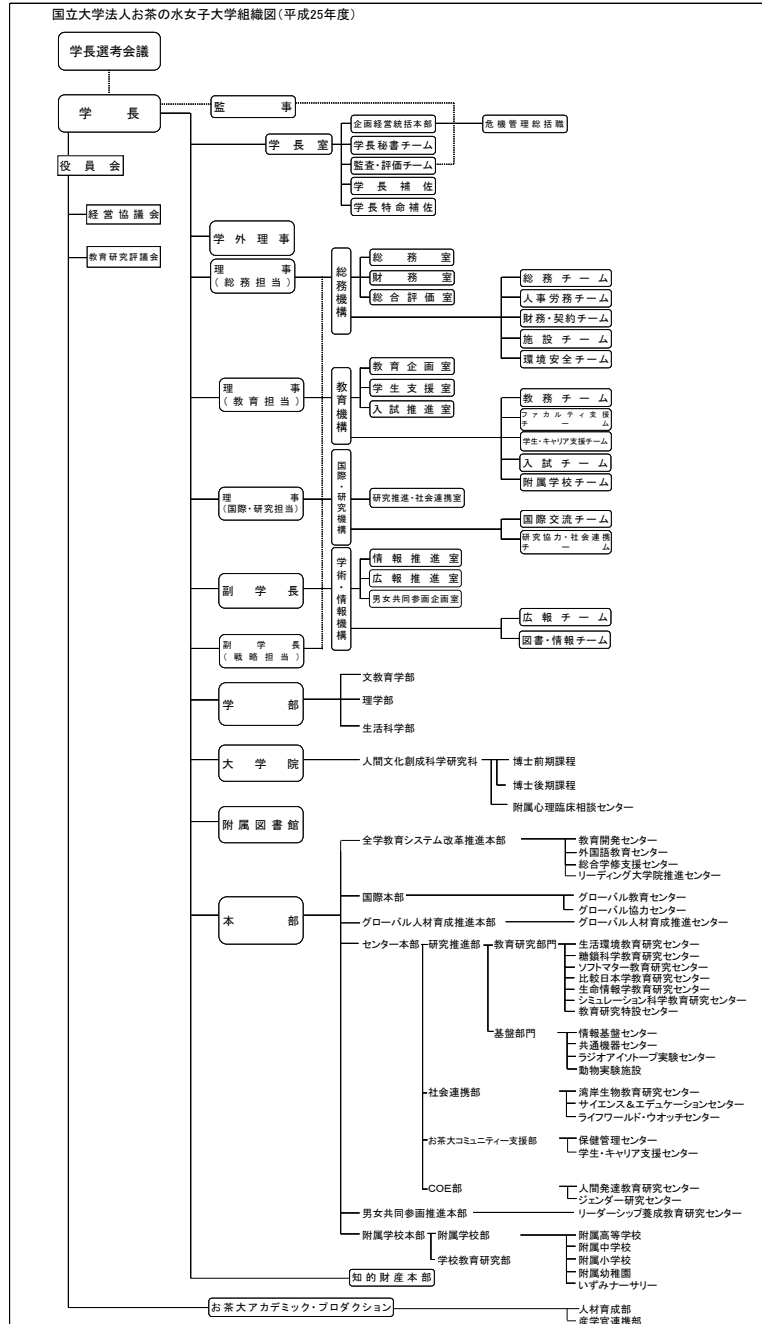 国立大学法人お茶の水女子大学組織図(平成25年度)
学長選考会議
学長
監事
企画経営統括本部
危機管理総括職
学長室
学長秘書チーム
監査・評価チーム
学長補佐
学長特命補佐
役員会
経営協議会
教育研究評議会
学外理事
理事
(総務担当)
総務機構
総務室
財務室
総合評価室
総務チーム
人事労務チーム
財務・契約チーム
施設チーム
環境安全チーム
理事
(教育担当)
教育機構
教育企画室
学生支援室
入試推進室
教務チーム
ファカルティ支援
チーム
学生・キャリア支援チーム
入試チーム
附属学校チーム
理事
(国際・研究担当)
国際・研究機構
研究推進・社会連携室
国際交流チーム
研究協力・社会連携
チーム
副学長
学術・情報機構
情報推進室
広報推進室
男女共同参画企画室
広報チーム
図書・情報チーム
副学長
(戦略担当)
学部
文教育学部
理学部
生活科学部
大学院
人間文化創成科学研究科
博士前期課程
博士後期課程
附属心理臨床相談センター
附属図書館
本部
全学教育システム改革推進本部
教育開発センター
外国語教育センター
総合学修支援センター
リーディング大学院推進センター
国際本部
グローバル教育センター
グローバル協力センター
グローバル人材育成推進本部
グローバル人材育成推進センター
センター本部
研究推進部
教育研究部門
生活環境教育研究センター
糖鎖科学教育研究センター
ソフトマター教育研究センター
比較日本学教育研究センター
生命情報学教育研究センター
シミュレーション科学教育研究センター
教育研究特設センター
基盤部門
情報基盤センター
共通機器センター
ラジオアイソトープ実験センター
動物実験施設
社会連携部
湾岸生物教育研究センター
サイエンス&エデュケーションセンター
ライフワールド・ウオッチセンター
お茶大コミュニティー支援部
保健管理センター
学生・キャリア支援センター
COE部
人間発達教育研究センター
ジェンダー研究センター
男女共同参画推進本部
リーダーシップ養成教育研究センター
附属学校本部
附属学校部
附属高等学校
附属中学校
附属小学校
附属幼稚園
いずみナーサリー
学校教育研究部
知的財産本部
お茶大アカデミック・プロダクション
人材育成部
産学官連携部